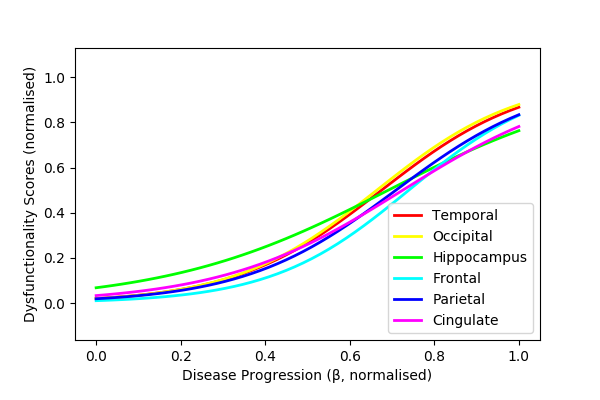 Dysfunctionality Scores (normalised)
1.0
0.8
0.6
0.4
0.2
0.0
Temporal
Occipital
Hippocampus
Frontal
Parietal
Cingulate
0.0 0.2 0.4 0.6 0.8 1.0
Disease Progression (β, normalised)